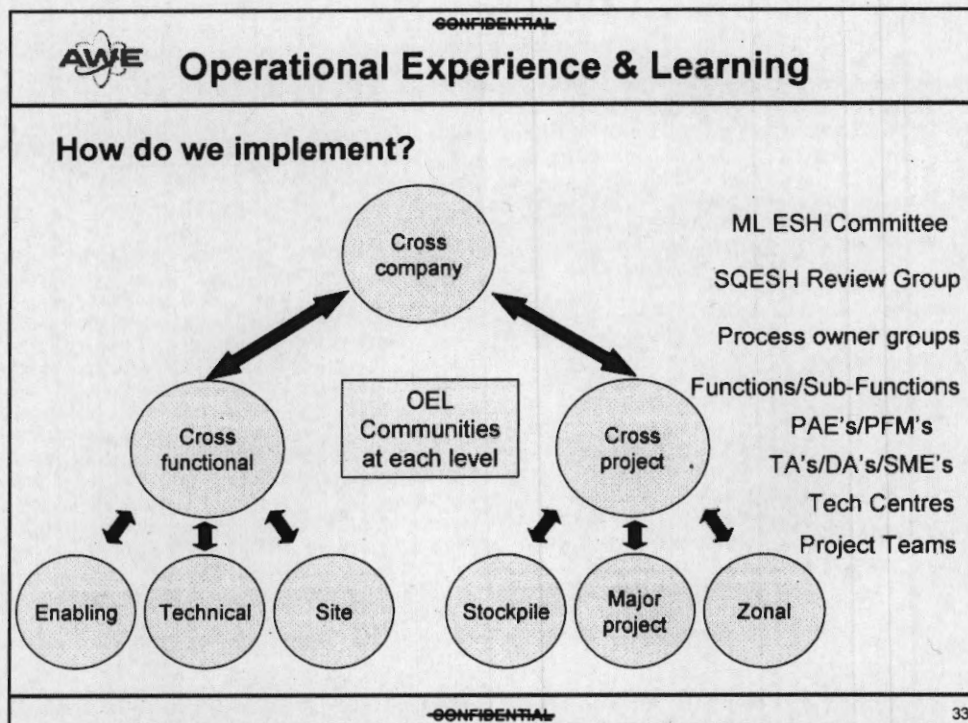 CONFIDENTIAL
AWE
Operational Experience & Learning
How do we implement?
Cross
company
ML ESH Committee
SQESH Review Group
Process owner groups
Functions/Sub-Functions
PAE's/PFM's
TA's/DA's/SME's
Tech Centres
Project Teams
Cross
functional
OEL
Communities
at each level
Cross
project
Enabling
Technical
Site
Stockpile
Major
project
Zonal
CONFIDENTIAL
33